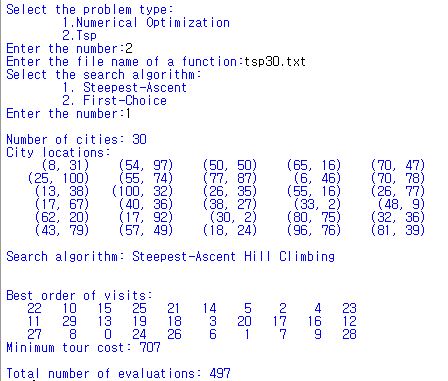 Select the problem type:
1.Numerical Optimization
2.Tsp
Enter the number:2
Enter the file name of a function:tsp30.txt
Select the search algorithm:
1. Steepest-Ascent
2. First-Choice
Enter the number:1
Number of cities: 30
City locations:
(8, 31) (54, 97) (50, 50) (65, 16) (70, 47)
(25, 100) (55, 74) (77, 87) (6, 46) (70, 78)
(13, 38) (100, 32) (26, 35) (55, 16) (26, 77)
(17, 67) (40, 36) (38, 27) (33, 2) (48, 9)
(62, 20) (17, 92) (30, 2) (80, 75) (32, 36)
(43, 79) (57, 49) (18, 24) (96, 76) (81, 39)
Search algorithm: Steepest-Ascent Hill Climbing
Best order of visits:
22 10 15 25 21 14 5 2 4 23
11 29 13 19 18 3 20 17 16 12
27 8 0 24 26 6 1 7 9 28
Minimum tour cost: 707
Total number of evaluations: 497